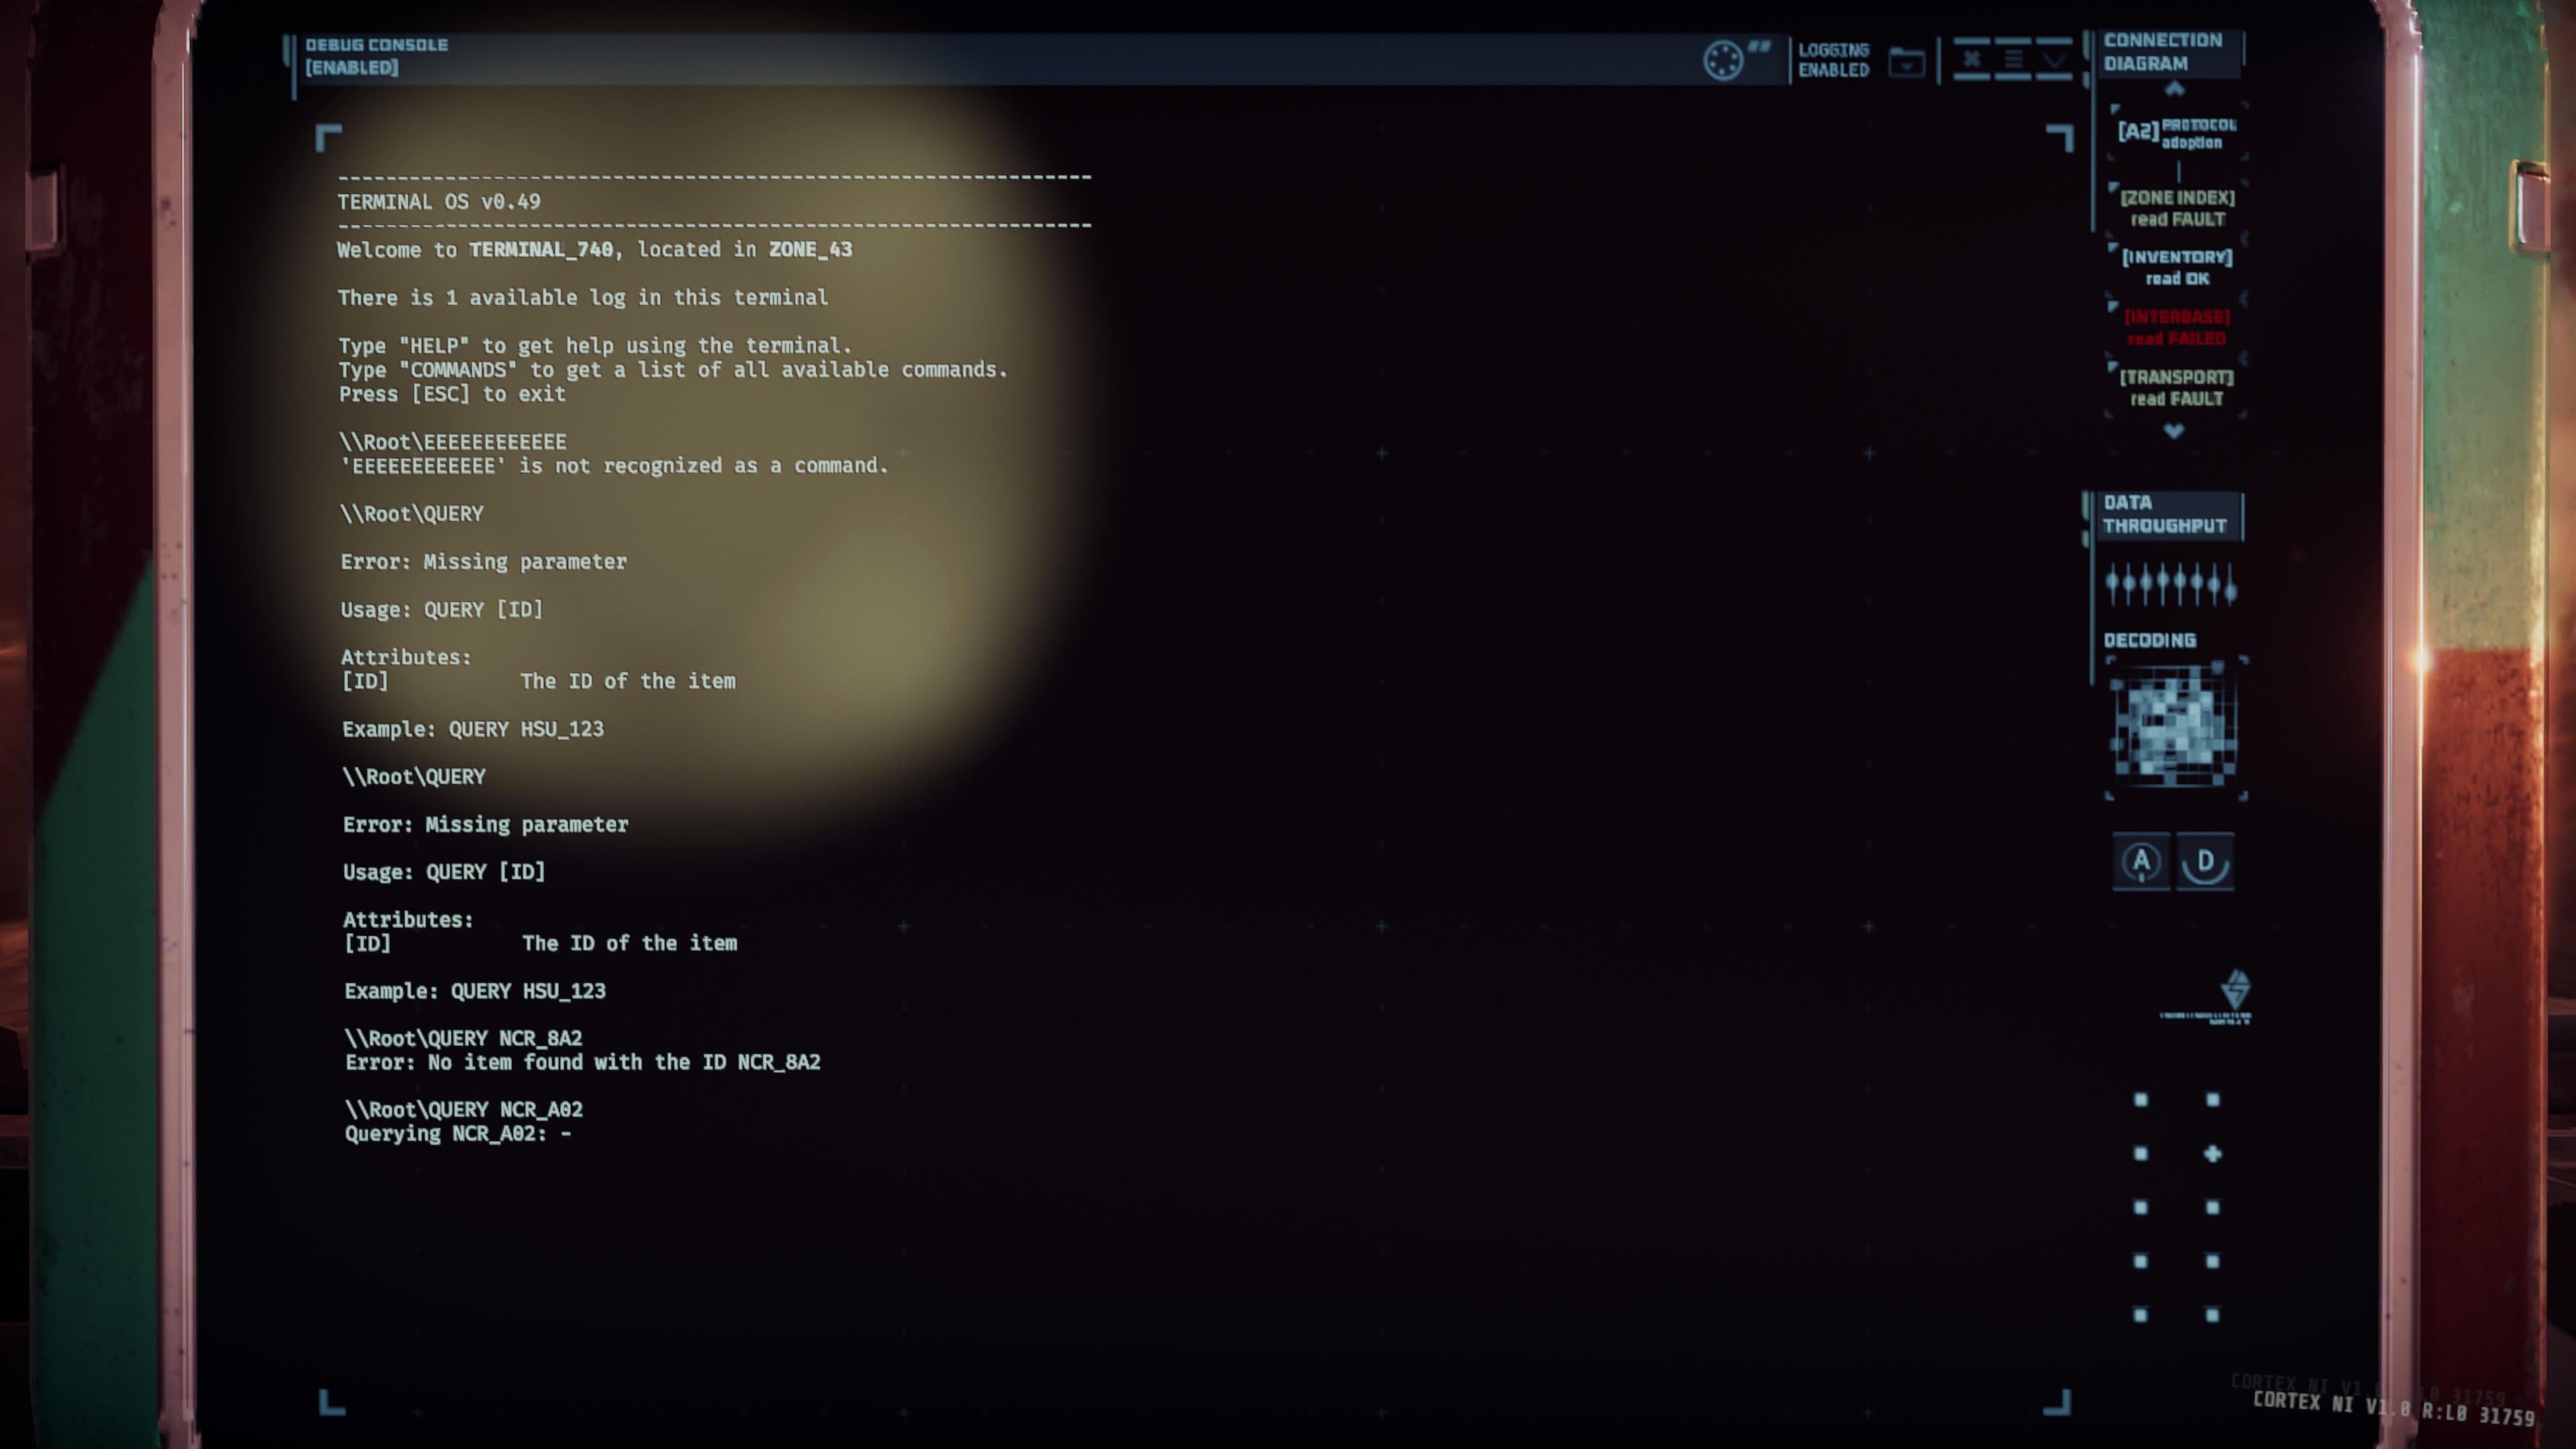 DEBUG CONSOLE
[ENABLED]
LOGGING
ENABLED
------------------------------------------------------------
TERMINAL OS v0.49
------------------------------------------------------------
Welcome to TERMINAL_740, located in ZONE_43
There is 1 available log in this terminal
Type "HELP" to get help using the terminal.
Type "COMMANDS" to get a list of all available commands.
Press [ESC] to exit
\\Root\EEEEEEEEEEEE
'EEEEEEEEEEEE' is not recognized as a command.
\\Root\QUERY
Error: Missing parameter
Usage: QUERY [ID]
Attributes:
[ID] The ID of the item
Example: QUERY HSU_123
\\Root\QUERY
Error: Missing parameter
Usage: QUERY [ID]
Attributes:
[ID] The ID of the item
Example: QUERY HSU_123
\\Root\QUERY NCR_8A2
Error: No item found with the ID NCR_8A2
\\Root\QUERY NCR_A02
Querying NCR_A02: -
CONNECTION
DIAGRAM
[A2] PROTOCOL
adoption
[ZONE INDEX]
read FAULT
[INVENTORY]
read OK
[INTERBASE]
read FAILED
[TRANSPORT]
read FAULT
DATA
THROUGHPUT
DECODING
A D
CORTEX NI V1.0 R:L0 31759